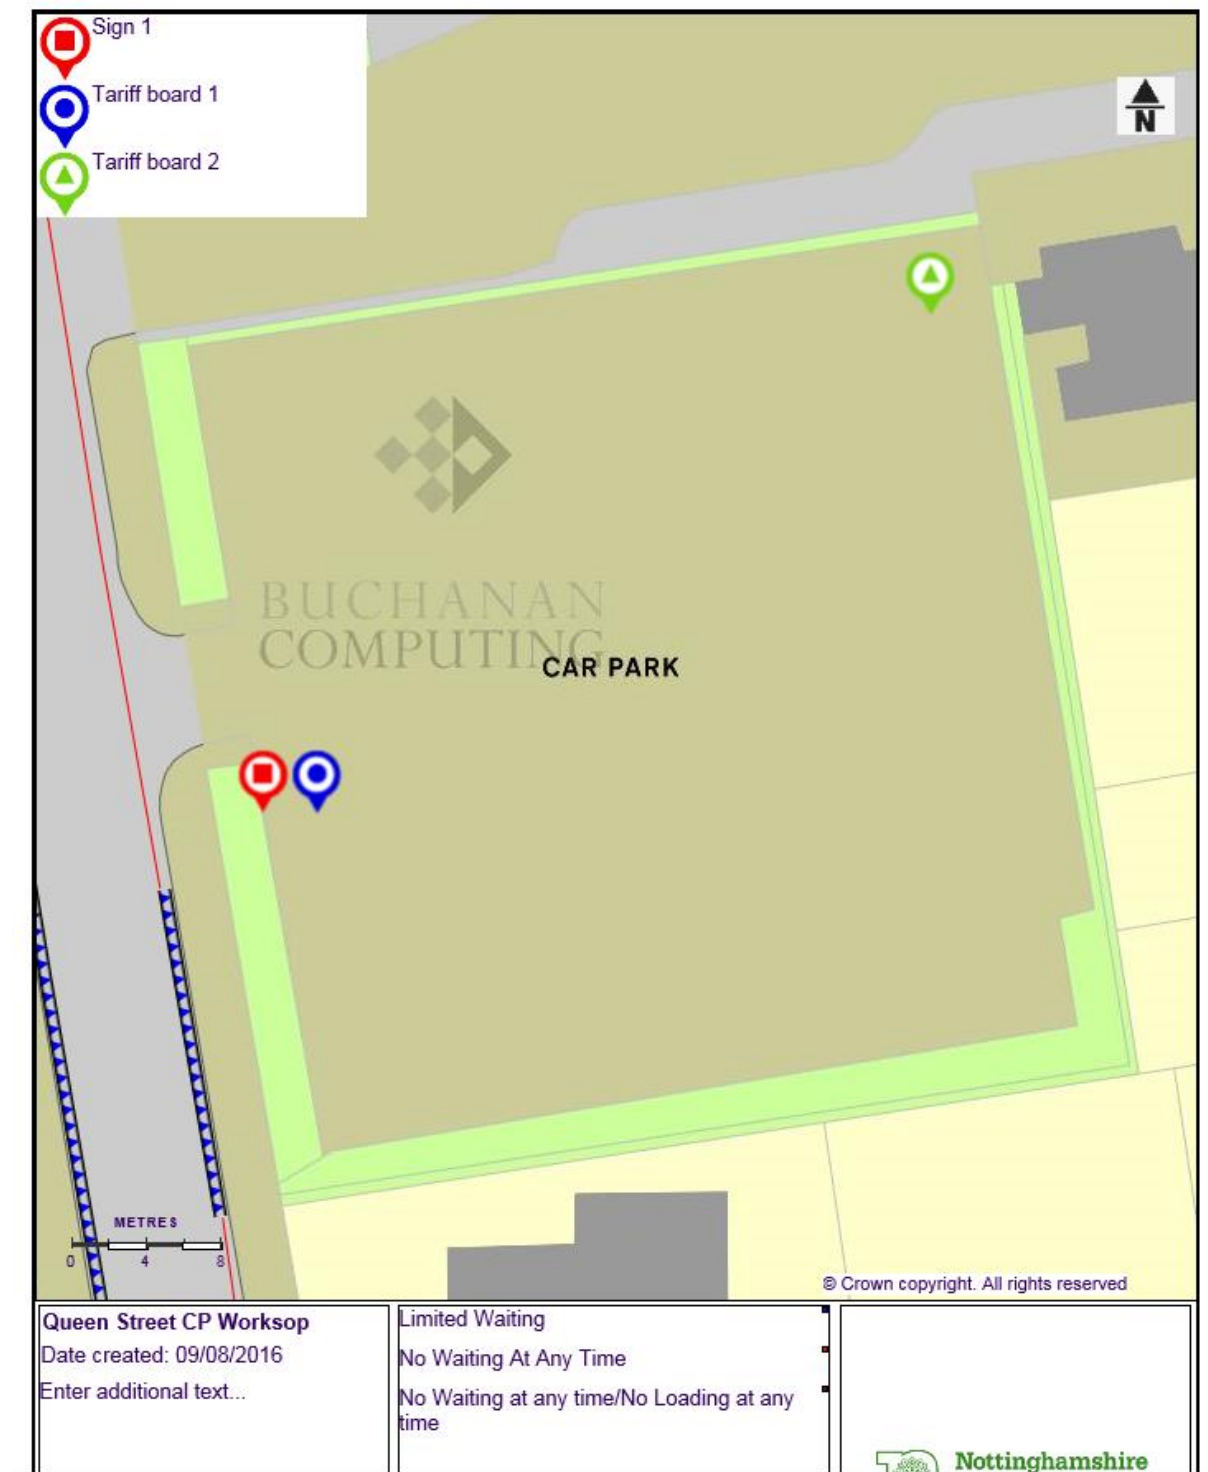 Sign 1
Tariff board 1
Tariff board 2
N
BUCHANAN
COMPUTING
CAR PARK
METRES
0 4 8
© Crown copyright. All rights reserved
Queen Street CP Worksop
Date created: 09/08/2016
Enter additional text...
Limited Waiting
No Waiting At Any Time
No Waiting at any time/No Loading at any
time
Nottinghamshire